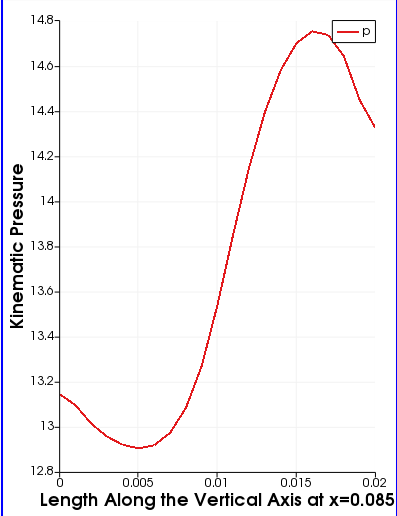 14.8
p
14.6
14.4
14.2
14
13.8
13.6
13.4
13.2
13
12.8
Kinematic Pressure
0 0.005 0.01 0.015 0.02
Length Along the Vertical Axis at x=0.085